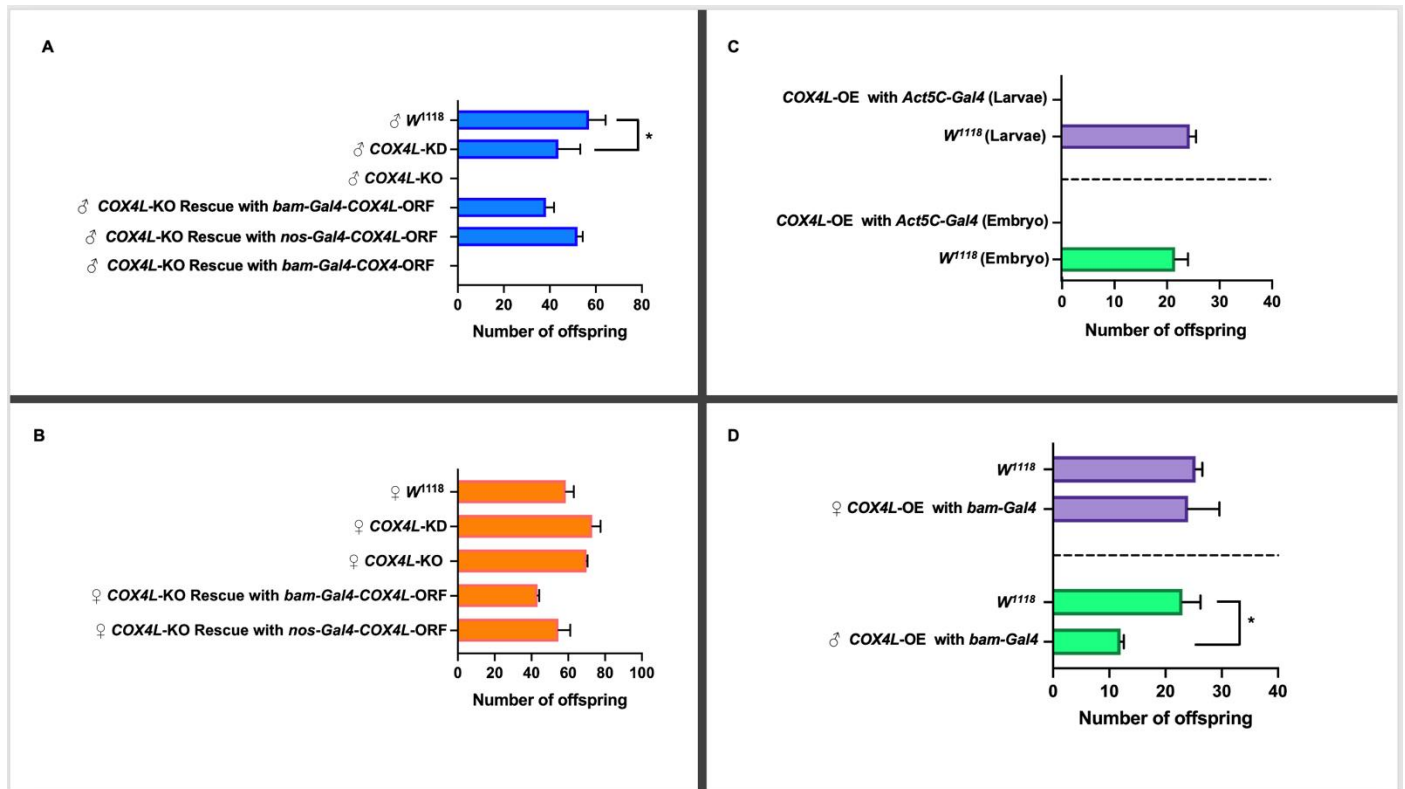 A
♂ W1118
♂ COX4L-KD
♂ COX4L-KO
♂ COX4L-KO Rescue with bam-Gal4-COX4L-ORF
♂ COX4L-KO Rescue with nos-Gal4-COX4L-ORF
♂ COX4L-KO Rescue with bam-Gal4-COX4-ORF
*
0 20 40 60 80
Number of offspring
C
COX4L-OE with Act5C-Gal4 (Larvae)
W1118 (Larvae)
COX4L-OE with Act5C-Gal4 (Embryo)
W1118 (Embryo)
0 10 20 30 40
Number of offspring
B
♀ W1118
♀ COX4L-KD
♀ COX4L-KO
♀ COX4L-KO Rescue with bam-Gal4-COX4L-ORF
♀ COX4L-KO Rescue with nos-Gal4-COX4L-ORF
0 20 40 60 80 100
Number of offspring
D
W1118
♀ COX4L-OE with bam-Gal4
W1118
♂ COX4L-OE with bam-Gal4
*
0 10 20 30 40
Number of offspring